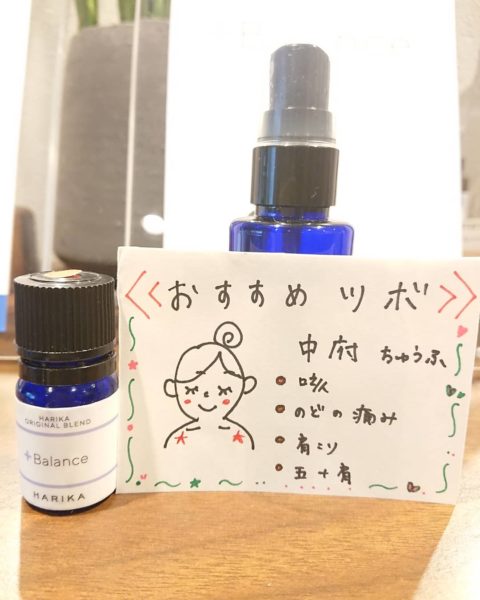 +Balance
《おすすめ ツボ》
中府 ちゅうふ
• 咳
• のどの痛み
• 肩こり
• 五十肩
HARIKA
ORIGINAL BLEND
+Balance
HARIKA